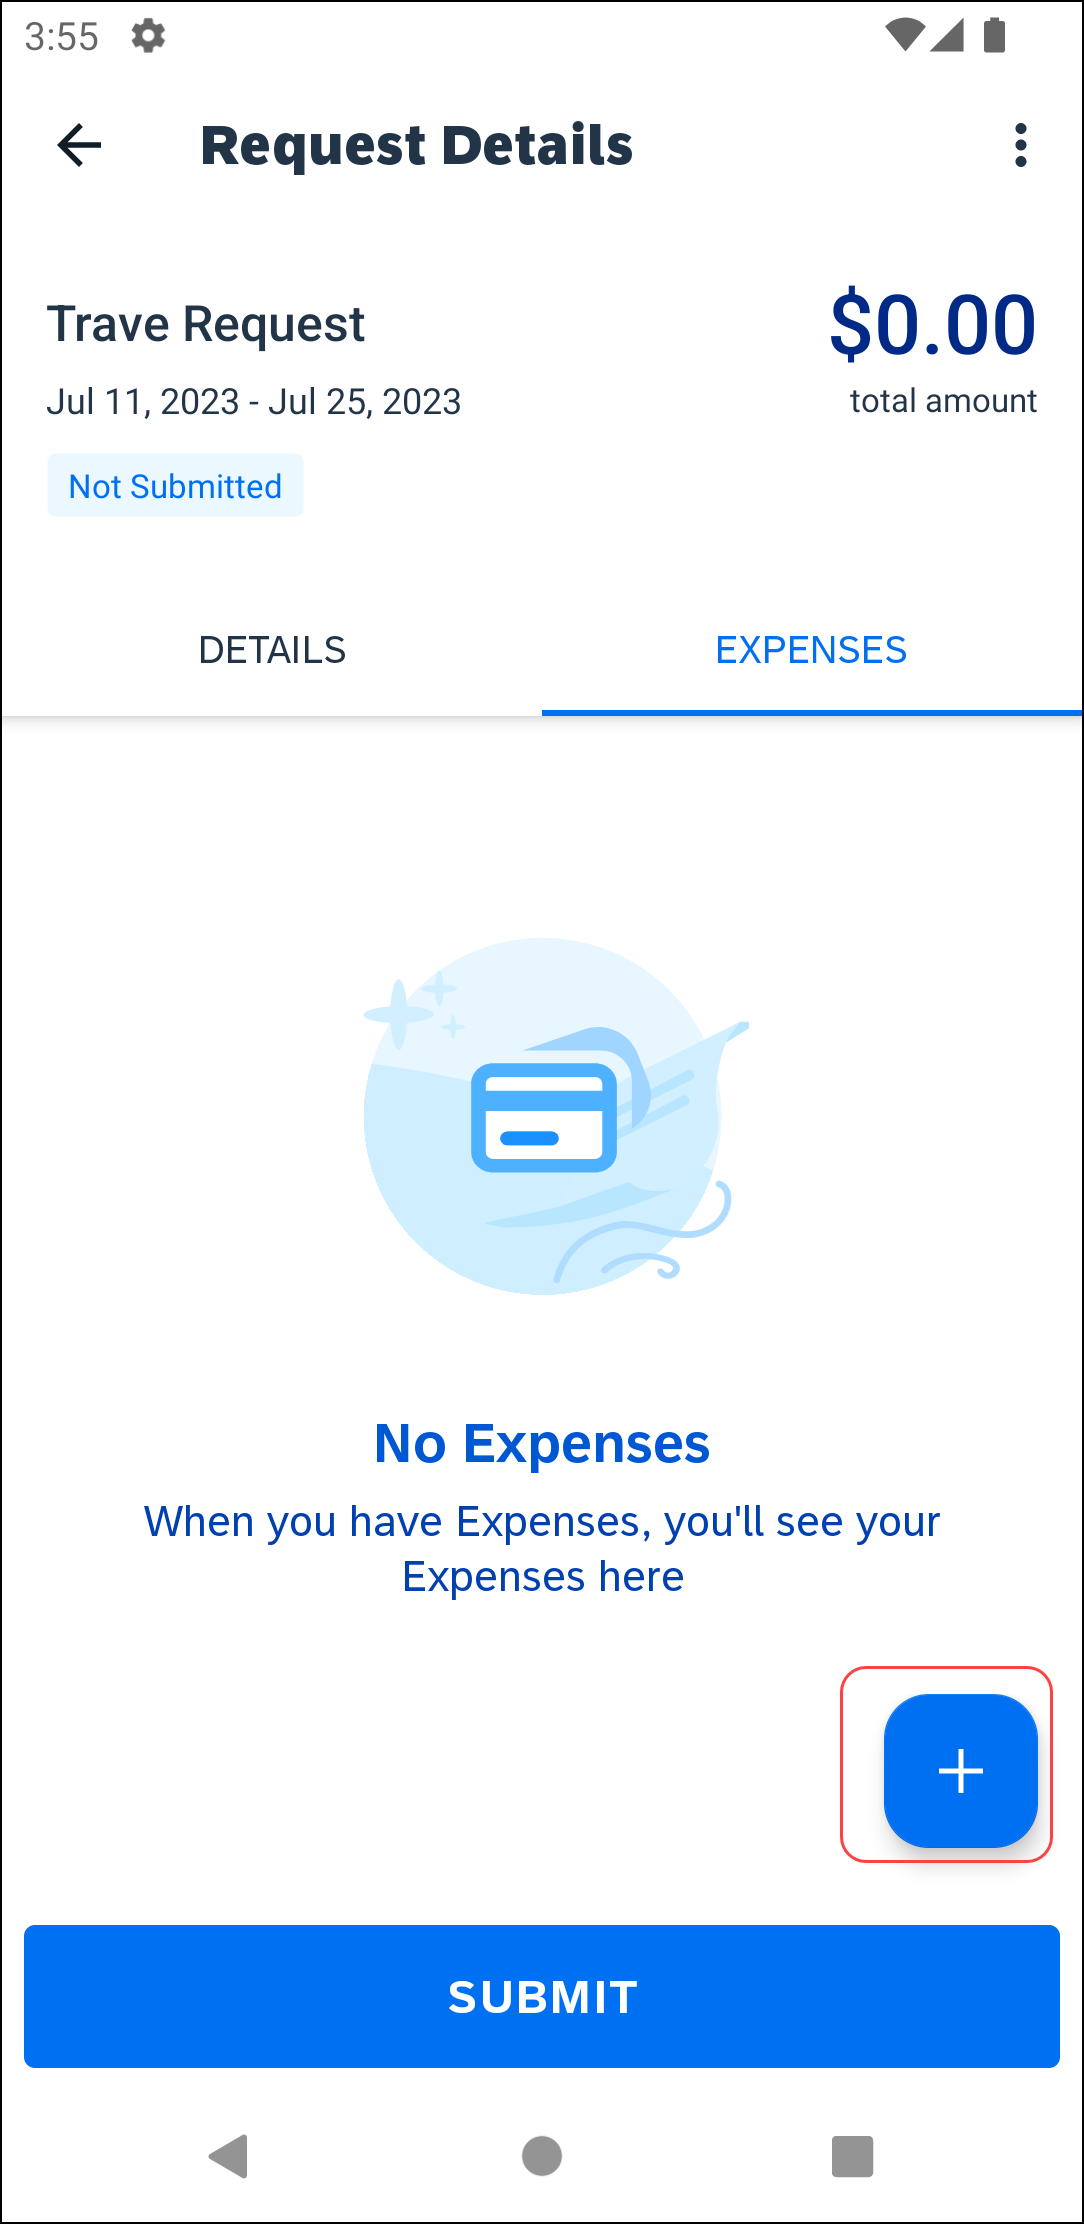 3:55
Request Details
Trave Request
$0.00
Jul 11, 2023 - Jul 25, 2023
total amount
Not Submitted
DETAILS
EXPENSES
No Expenses
When you have Expenses, you'll see your
Expenses here
SUBMIT